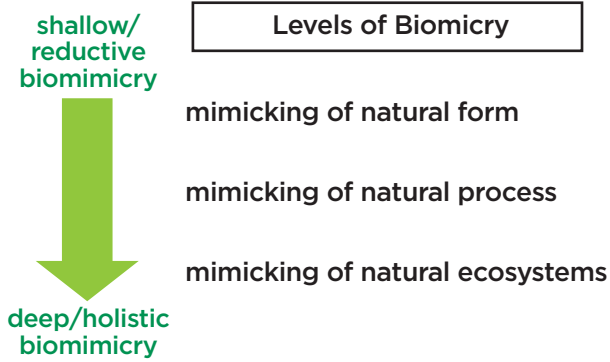 shallow/
reductive
biomimicry
Levels of Biomicry
mimicking of natural form
mimicking of natural process
mimicking of natural ecosystems
deep/holistic
biomimicry